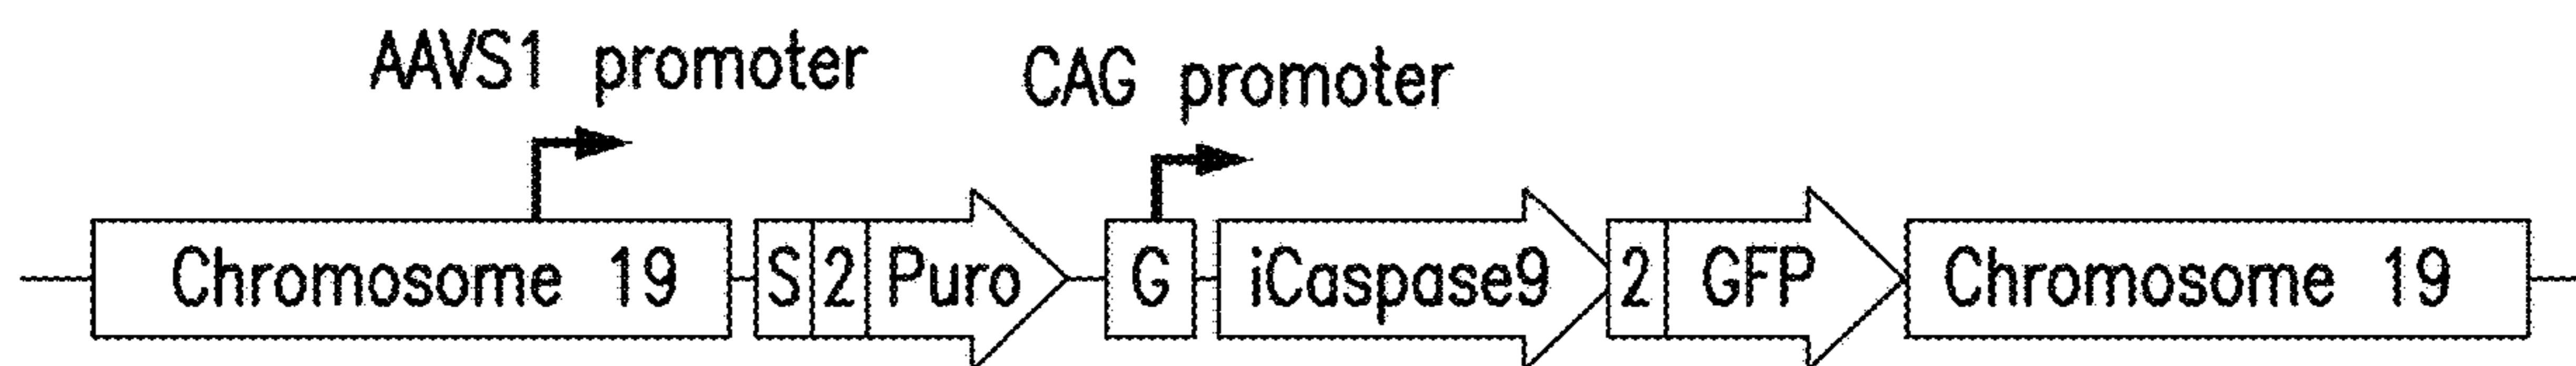 AAVS1 promoter
CAG promoter
Chromosome 19
S
2
Puro
G
iCaspase9
2
GFP
Chromosome 19